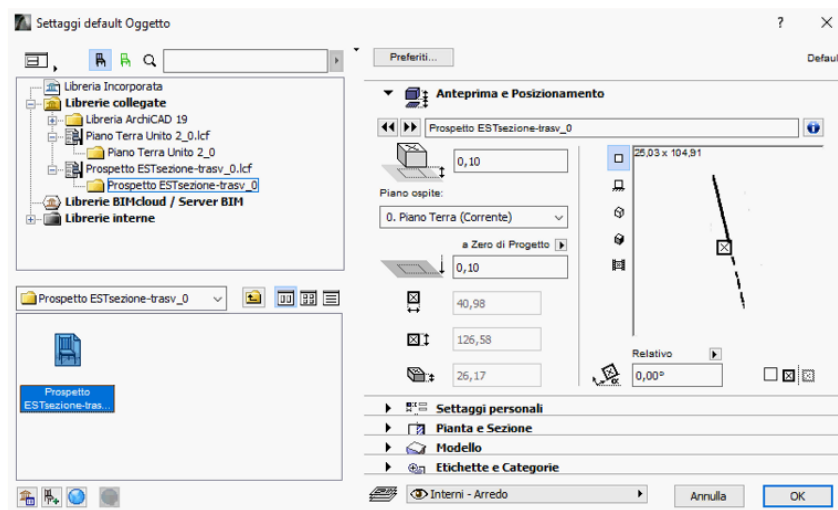 Settaggi default Oggetto
?
Preferiti...
Defaul
Libreria Incorporata
Librerie collegate
Libreria ArchiCAD 19
Piano Terra Unito 2_0.lcf
Piano Terra Unito 2_0
Prospetto ESTsezione-trasv_0.lcf
Prospetto ESTsezione-trasv_0
Librerie BIMcloud / Server BIM
Librerie interne
Prospetto ESTsezione-trasv_0
Prospetto
ESTsezione-tras...
Anteprima e Posizionamento
Prospetto ESTsezione-trasv_0
0,10
25,03 x 104,91
Piano ospite:
0. Piano Terra (Corrente)
a Zero di Progetto
0,10
40,98
126,58
26,17
Relativo
α
0,00°
Settaggi personali
Pianta e Sezione
Modello
Etichette e Categorie
Interni - Arredo
Annulla
OK